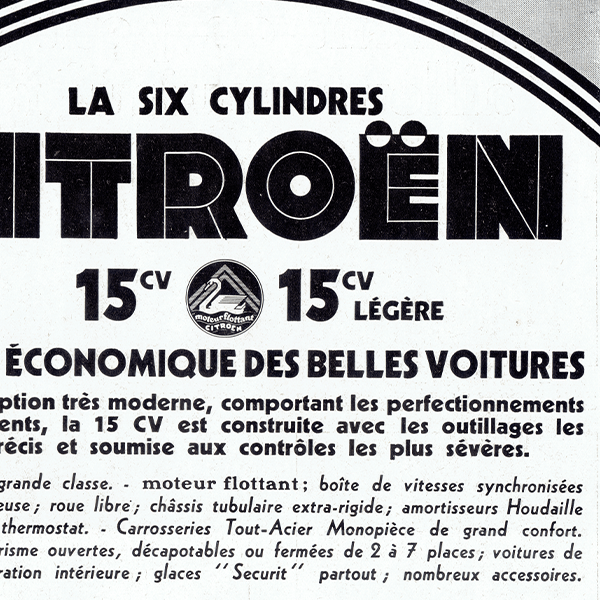 LA SIX CYLINDRES
ITROËN
15 CV
moteur flottant
CITROËN
15 CV LÉGÈRE
ÉCONOMIQUE DES BELLES VOITURES
ption très moderne, comportant les perfectionnements
ents, la 15 CV est construite avec les outillages les
récis et soumise aux contrôles les plus sévères.
grande classe. - moteur flottant ; boîte de vitesses synchronisées
euse ; roue libre ; châssis tubulaire extra-rigide ; amortisseurs Houdaille
thermostat. - Carrosseries Tout-Acier Monopièce de grand confort.
risme ouvertes, décapotables ou fermées de 2 à 7 places ; voitures de
ration intérieure ; glaces "Securit" partout ; nombreux accessoires.